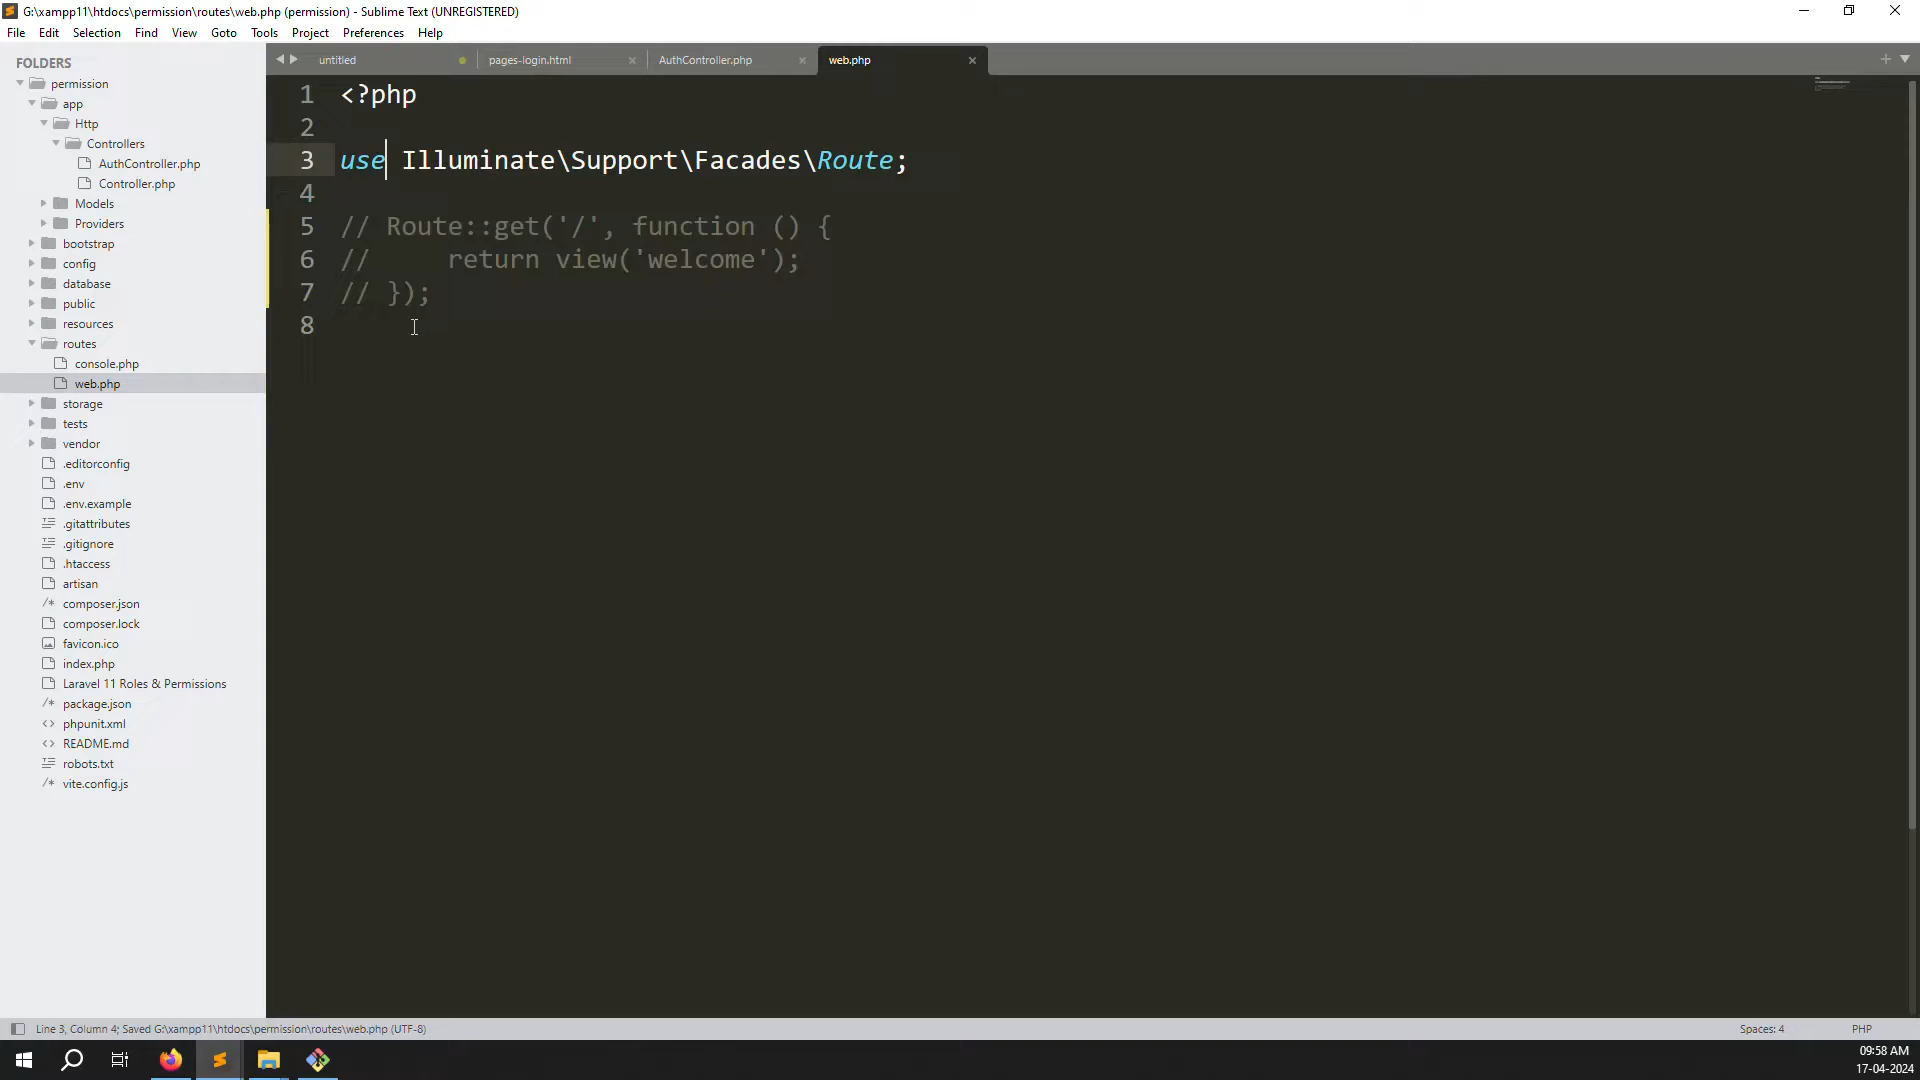 G:\xampp11\htdocs\permission\routes\web.php (permission) - Sublime Text (UNREGISTERED)
File Edit Selection Find View Goto Tools Project Preferences Help
FOLDERS
permission
app
Http
Controllers
AuthController.php
Controller.php
Models
Providers
bootstrap
config
database
public
resources
routes
console.php
web.php
storage
tests
vendor
.editorconfig
.env
.env.example
.gitattributes
.gitignore
.htaccess
artisan
composer.json
composer.lock
favicon.ico
index.php
Laravel 11 Roles & Permissions
package.json
phpunit.xml
README.md
robots.txt
vite.config.js
untitled pages-login.html AuthController.php web.php
1 <?php
2
3 use Illuminate\Support\Facades\Route;
4
5 // Route::get('/', function () {
6 //     return view('welcome');
7 // });
8
Line 3, Column 4; Saved G:\xampp11\htdocs\permission\routes\web.php (UTF-8) Spaces: 4 PHP
09:58 AM
17-04-2024